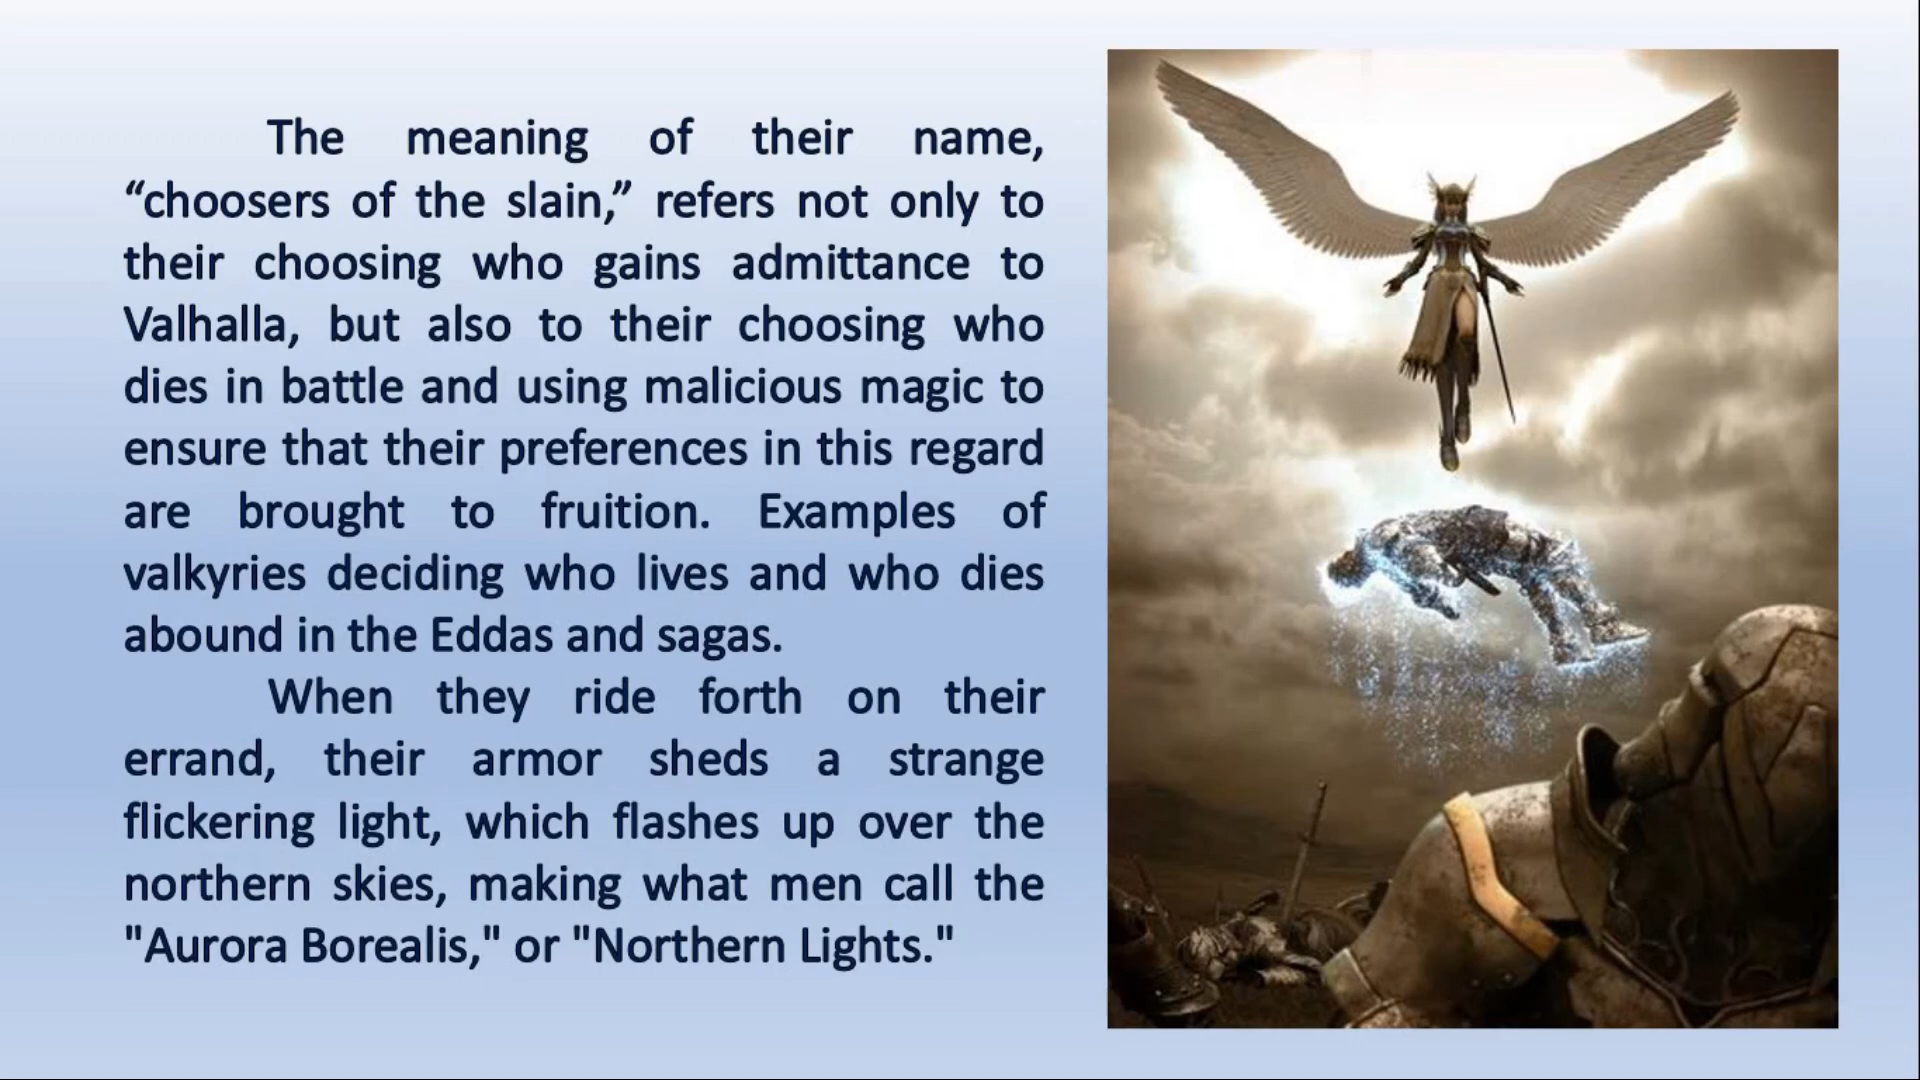 The meaning of their name,
“choosers of the slain,” refers not only to
their choosing who gains admittance to
Valhalla, but also to their choosing who
dies in battle and using malicious magic to
ensure that their preferences in this regard
are brought to fruition. Examples of
valkyries deciding who lives and who dies
abound in the Eddas and sagas.
When they ride forth on their
errand, their armor sheds a strange
flickering light, which flashes up over the
northern skies, making what men call the
"Aurora Borealis," or "Northern Lights."